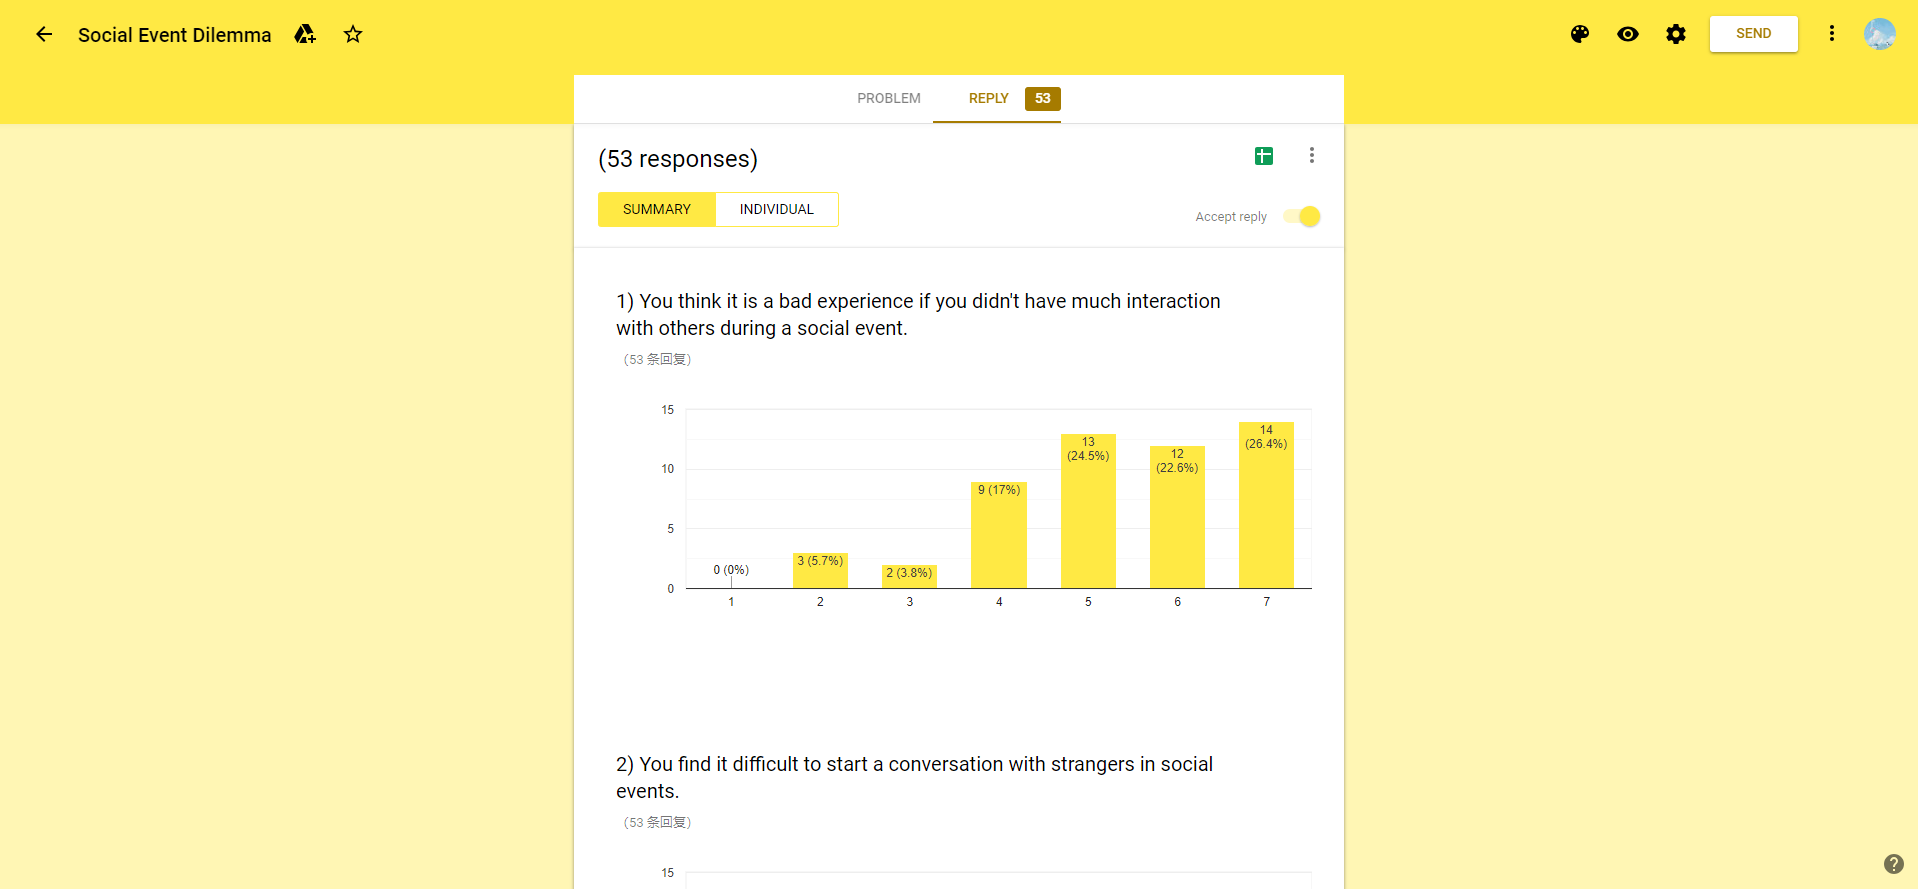 Social Event Dilemma
SEND
PROBLEM
REPLY
53
(53 responses)
SUMMARY
INDIVIDUAL
Accept reply
1) You think it is a bad experience if you didn't have much interaction
with others during a social event.
(53 条回复)
15
10
5
0
0 (0%)
3 (5.7%)
2 (3.8%)
9 (17%)
13
(24.5%)
12
(22.6%)
14
(26.4%)
1
2
3
4
5
6
7
2) You find it difficult to start a conversation with strangers in social
events.
(53 条回复)
15
?